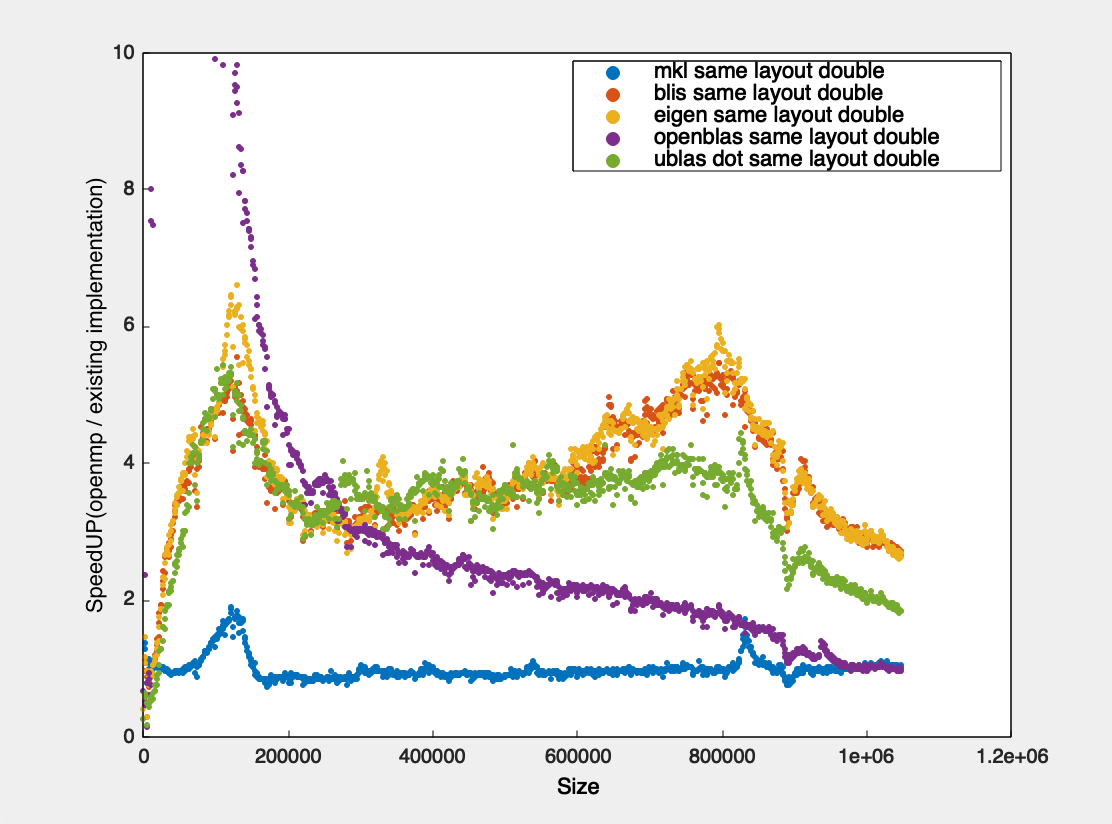 10
8
6
4
2
0
SpeedUP(openmp / existing implementation)
mkl same layout double
blis same layout double
eigen same layout double
openblas same layout double
ublas dot same layout double
0 200000 400000 600000 800000 1e+06 1.2e+06
Size